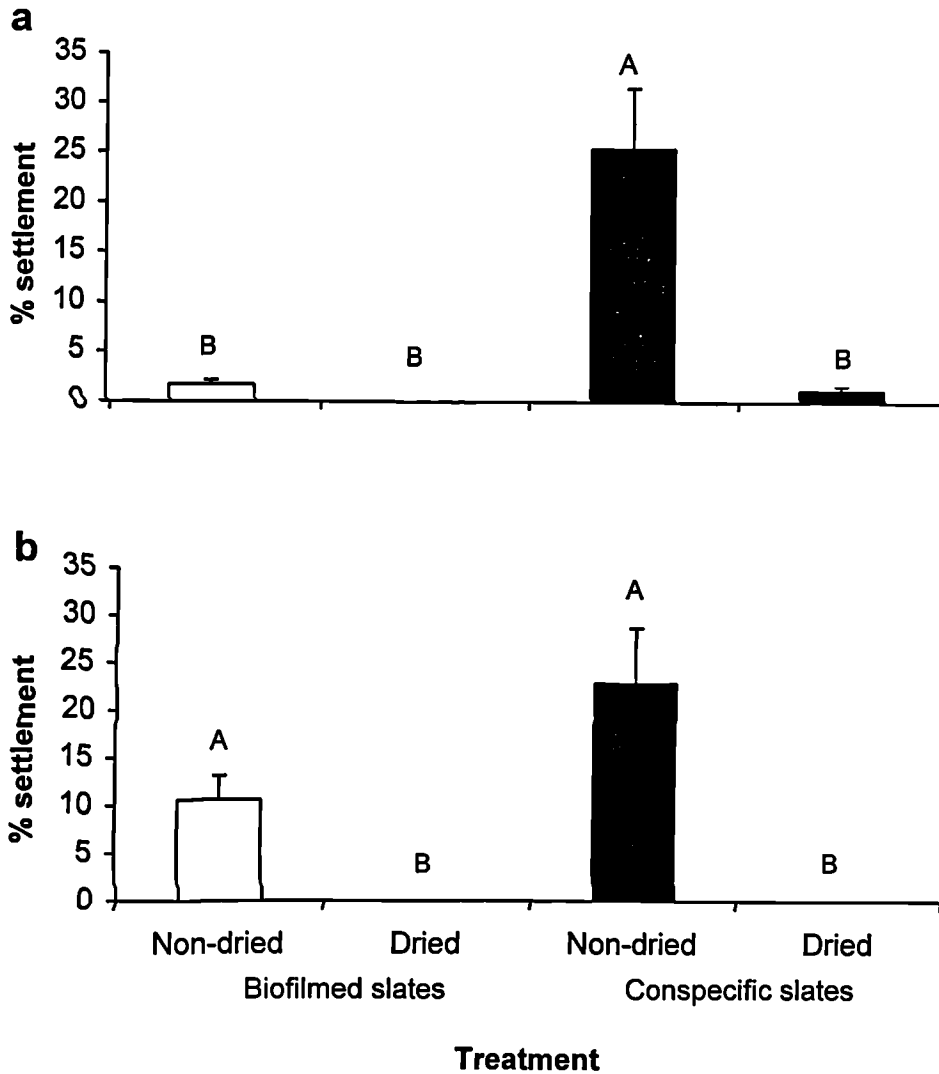 a
35
A
30
25
20
15
10
5
B
B
B
0
% settlement
b
35
A
30
25
20
15
A
10
5
B
B
0
% settlement
Non-dried Dried Non-dried Dried
Biofilmed slates Conspecific slates
Treatment